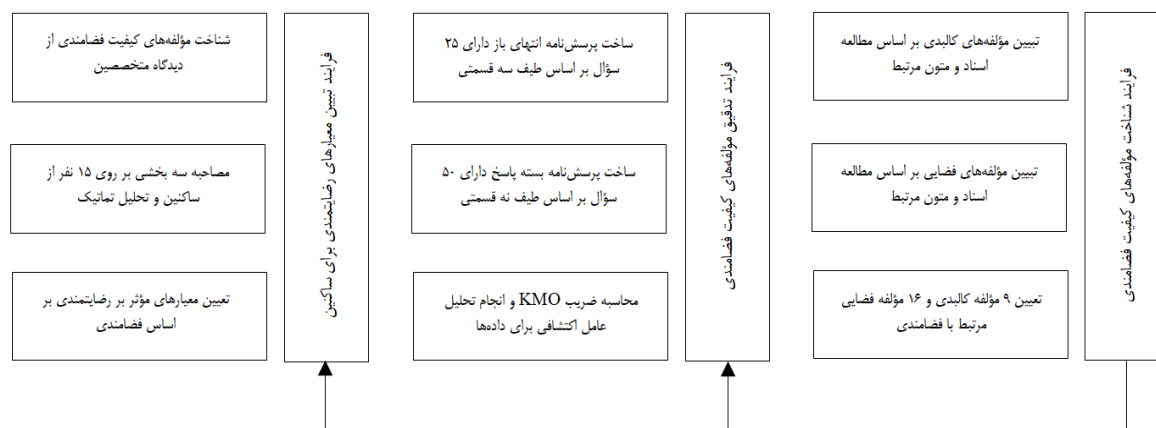 فرایند شناخت مؤلفه‌های کیفیت فضامندی
تبیین مؤلفه‌های کالبدی بر اساس مطالعه
اسناد و متون مرتبط
تبیین مؤلفه‌های فضایی بر اساس مطالعه
اسناد و متون مرتبط
تعیین ۹ مؤلفه کالبدی و ۱۶ مؤلفه فضایی
مرتبط با فضامندی
فرایند تدقیق مؤلفه‌های کیفیت فضامندی
ساخت پرسش‌نامه انتهای باز دارای ۲۵
سؤال بر اساس طیف سه قسمتی
ساخت پرسش‌نامه بسته پاسخ دارای ۵۰
سؤال بر اساس طیف نه قسمتی
محاسبه ضریب KMO و انجام تحلیل
عامل اکتشافی برای داده‌ها
فرایند تبیین معیارهای رضایتمندی برای ساکنین
شناخت مؤلفه‌های کیفیت فضامندی از
دیدگاه متخصصین
مصاحبه سه بخشی بر روی ۱۵ نفر از
ساکنین و تحلیل تماتیک
تعیین معیارهای مؤثر بر رضایتمندی بر
اساس فضامندی